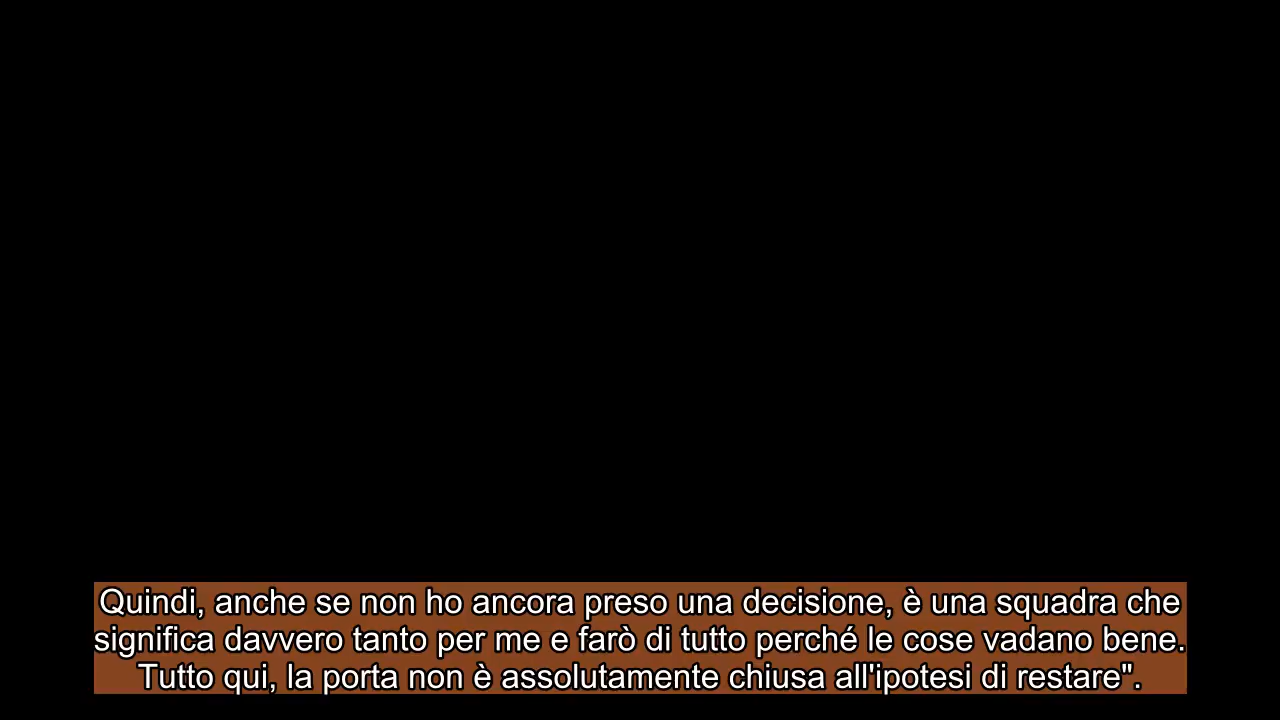 Quindi, anche se non ho ancora preso una decisione, è una squadra che
significa davvero tanto per me e farò di tutto perché le cose vadano bene.
Tutto qui, la porta non è assolutamente chiusa all'ipotesi di restare".